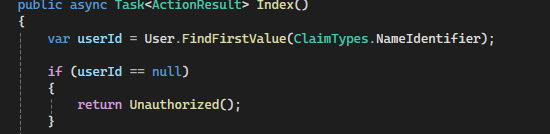 public async Task<ActionResult> Index()
{
var userId = User.FindFirstValue(ClaimTypes.NameIdentifier);
if (userId == null)
{
return Unauthorized();
}